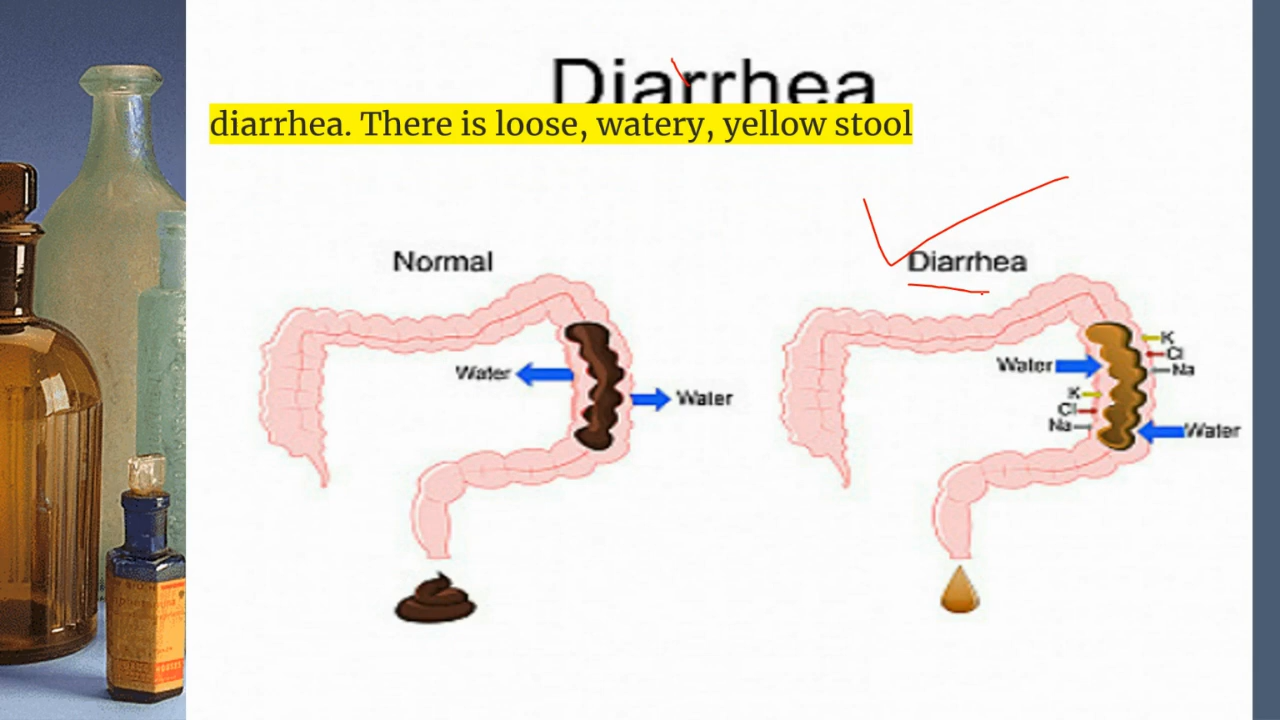 Diarrhea
diarrhea. There is loose, watery, yellow stool
Normal
Diarrhea
Water
Water
Water
K
Cl
Na
K
Cl
Na
Water